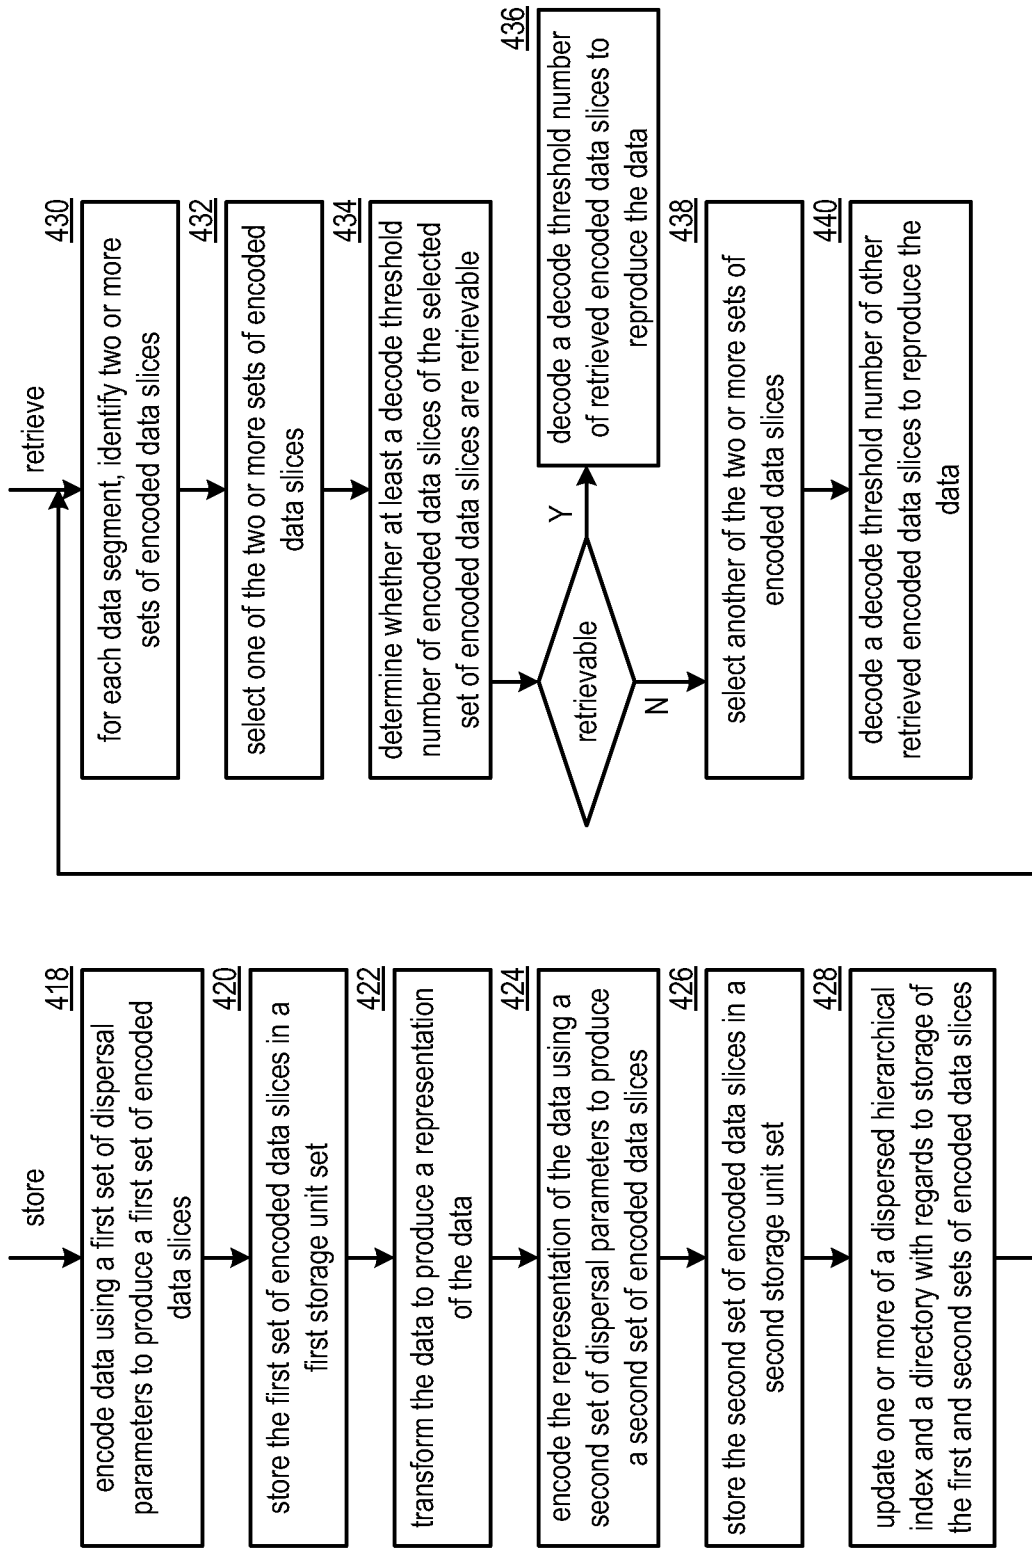 store
418
encode data using a first set of dispersal
parameters to produce a first set of encoded
data slices
420
store the first set of encoded data slices in a
first storage unit set
422
transform the data to produce a representation
of the data
424
encode the representation of the data using a
second set of dispersal parameters to produce
a second set of encoded data slices
426
store the second set of encoded data slices in a
second storage unit set
428
update one or more of a dispersed hierarchical
index and a directory with regards to storage of
the first and second sets of encoded data slices
retrieve
430
for each data segment, identify two or more
sets of encoded data slices
432
select one of the two or more sets of encoded
data slices
434
determine whether at least a decode threshold
number of encoded data slices of the selected
set of encoded data slices are retrievable
retrievable
Y
436
decode a decode threshold number
of retrieved encoded data slices to
reproduce the data
N
438
select another of the two or more sets of
encoded data slices
440
decode a decode threshold number of other
retrieved encoded data slices to reproduce the
data